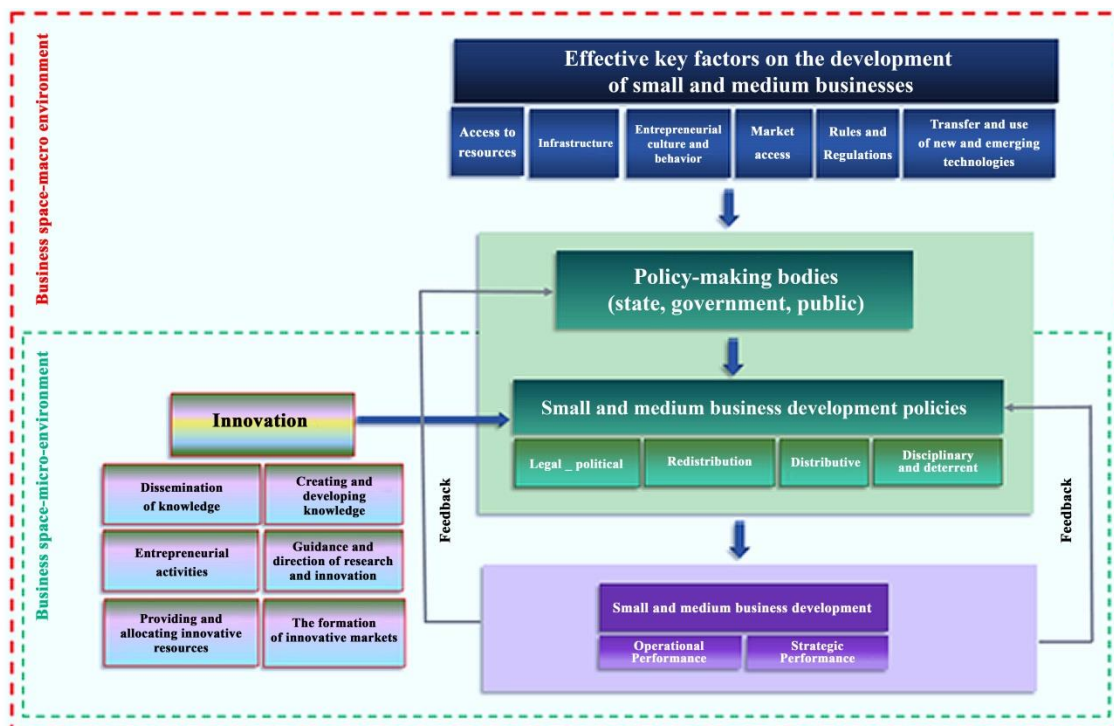 Business space-macro environment
Effective key factors on the development
of small and medium businesses
Access to
resources
Infrastructure
Entrepreneurial
culture and
behavior
Market
access
Rules and
Regulations
Transfer and use
of new and emerging
technologies
Policy-making bodies
(state, government, public)
Business space-micro-environment
Innovation
Small and medium business development policies
Legal _ political
Redistribution
Distributive
Disciplinary
and deterrent
Dissemination
of knowledge
Creating and
developing
knowledge
Entrepreneurial
activities
Guidance and
direction of research
and innovation
Providing and
allocating innovative
resources
The formation
of innovative markets
Feedback
Feedback
Small and medium business development
Operational
Performance
Strategic
Performance